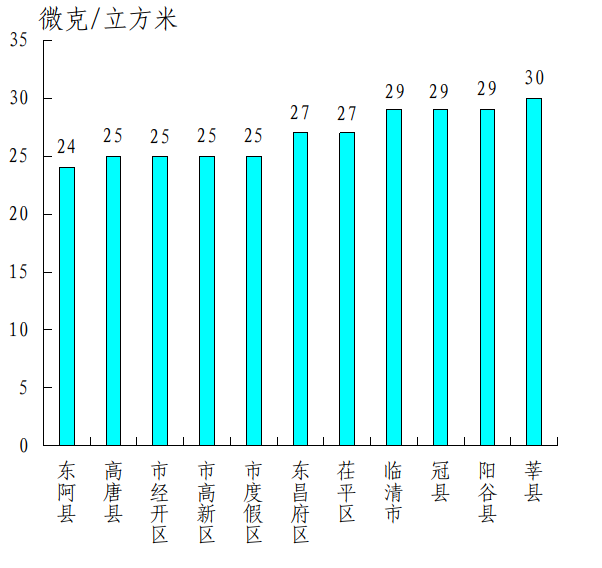 微克/立方米
35
30
25
20
15
10
5
0
24
25
25
25
25
27
27
29
29
29
30
东阿县
高唐县
市经开区
市高新区
市度假区
东昌府区
茌平区
临清市
冠县
阳谷县
莘县